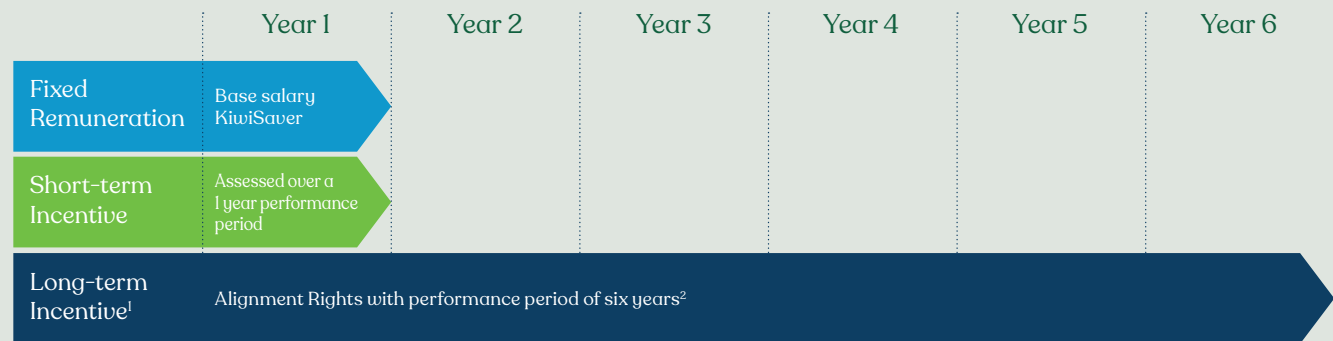 Year 1 Year 2 Year 3 Year 4 Year 5 Year 6
Fixed
Remuneration
Base salary
KiwiSaver
Short-term
Incentive
Assessed over a
1 year performance
period
Long-term
Incentive¹
Alignment Rights with performance period of six years²